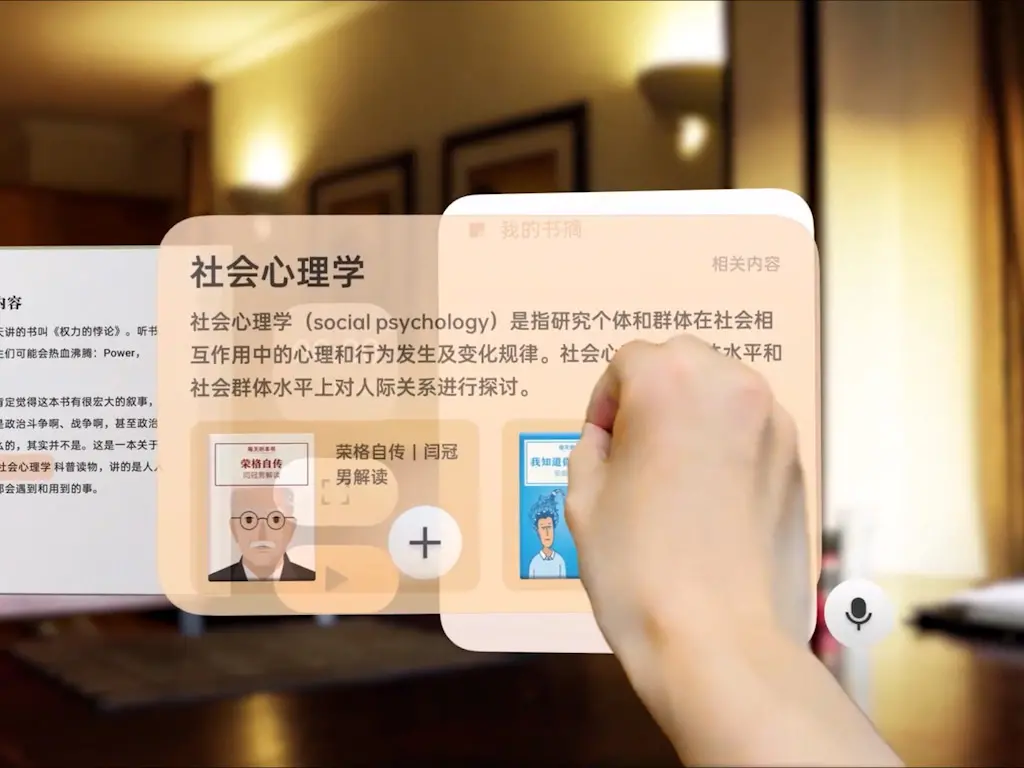 内容
讲的书叫《权力的悖论》。听书
们可能会热血沸腾：Power，
肯定觉得这本书有很宏大的叙事，
是政治斗争啊、战争啊，甚至政治
么的，其实并不是。这是一本关于
社会心理学 科普读物，讲的是人人
都会遇到和用到的事。
我的书摘
社会心理学
相关内容
社会心理学（social psychology）是指研究个体和群体在社会相
互作用中的心理和行为发生及变化规律。社会心 水平和
社会群体水平上对人际关系进行探讨。
每天听本书
荣格自传
闫冠男解读
荣格自传 | 闫冠
男解读
我知道你